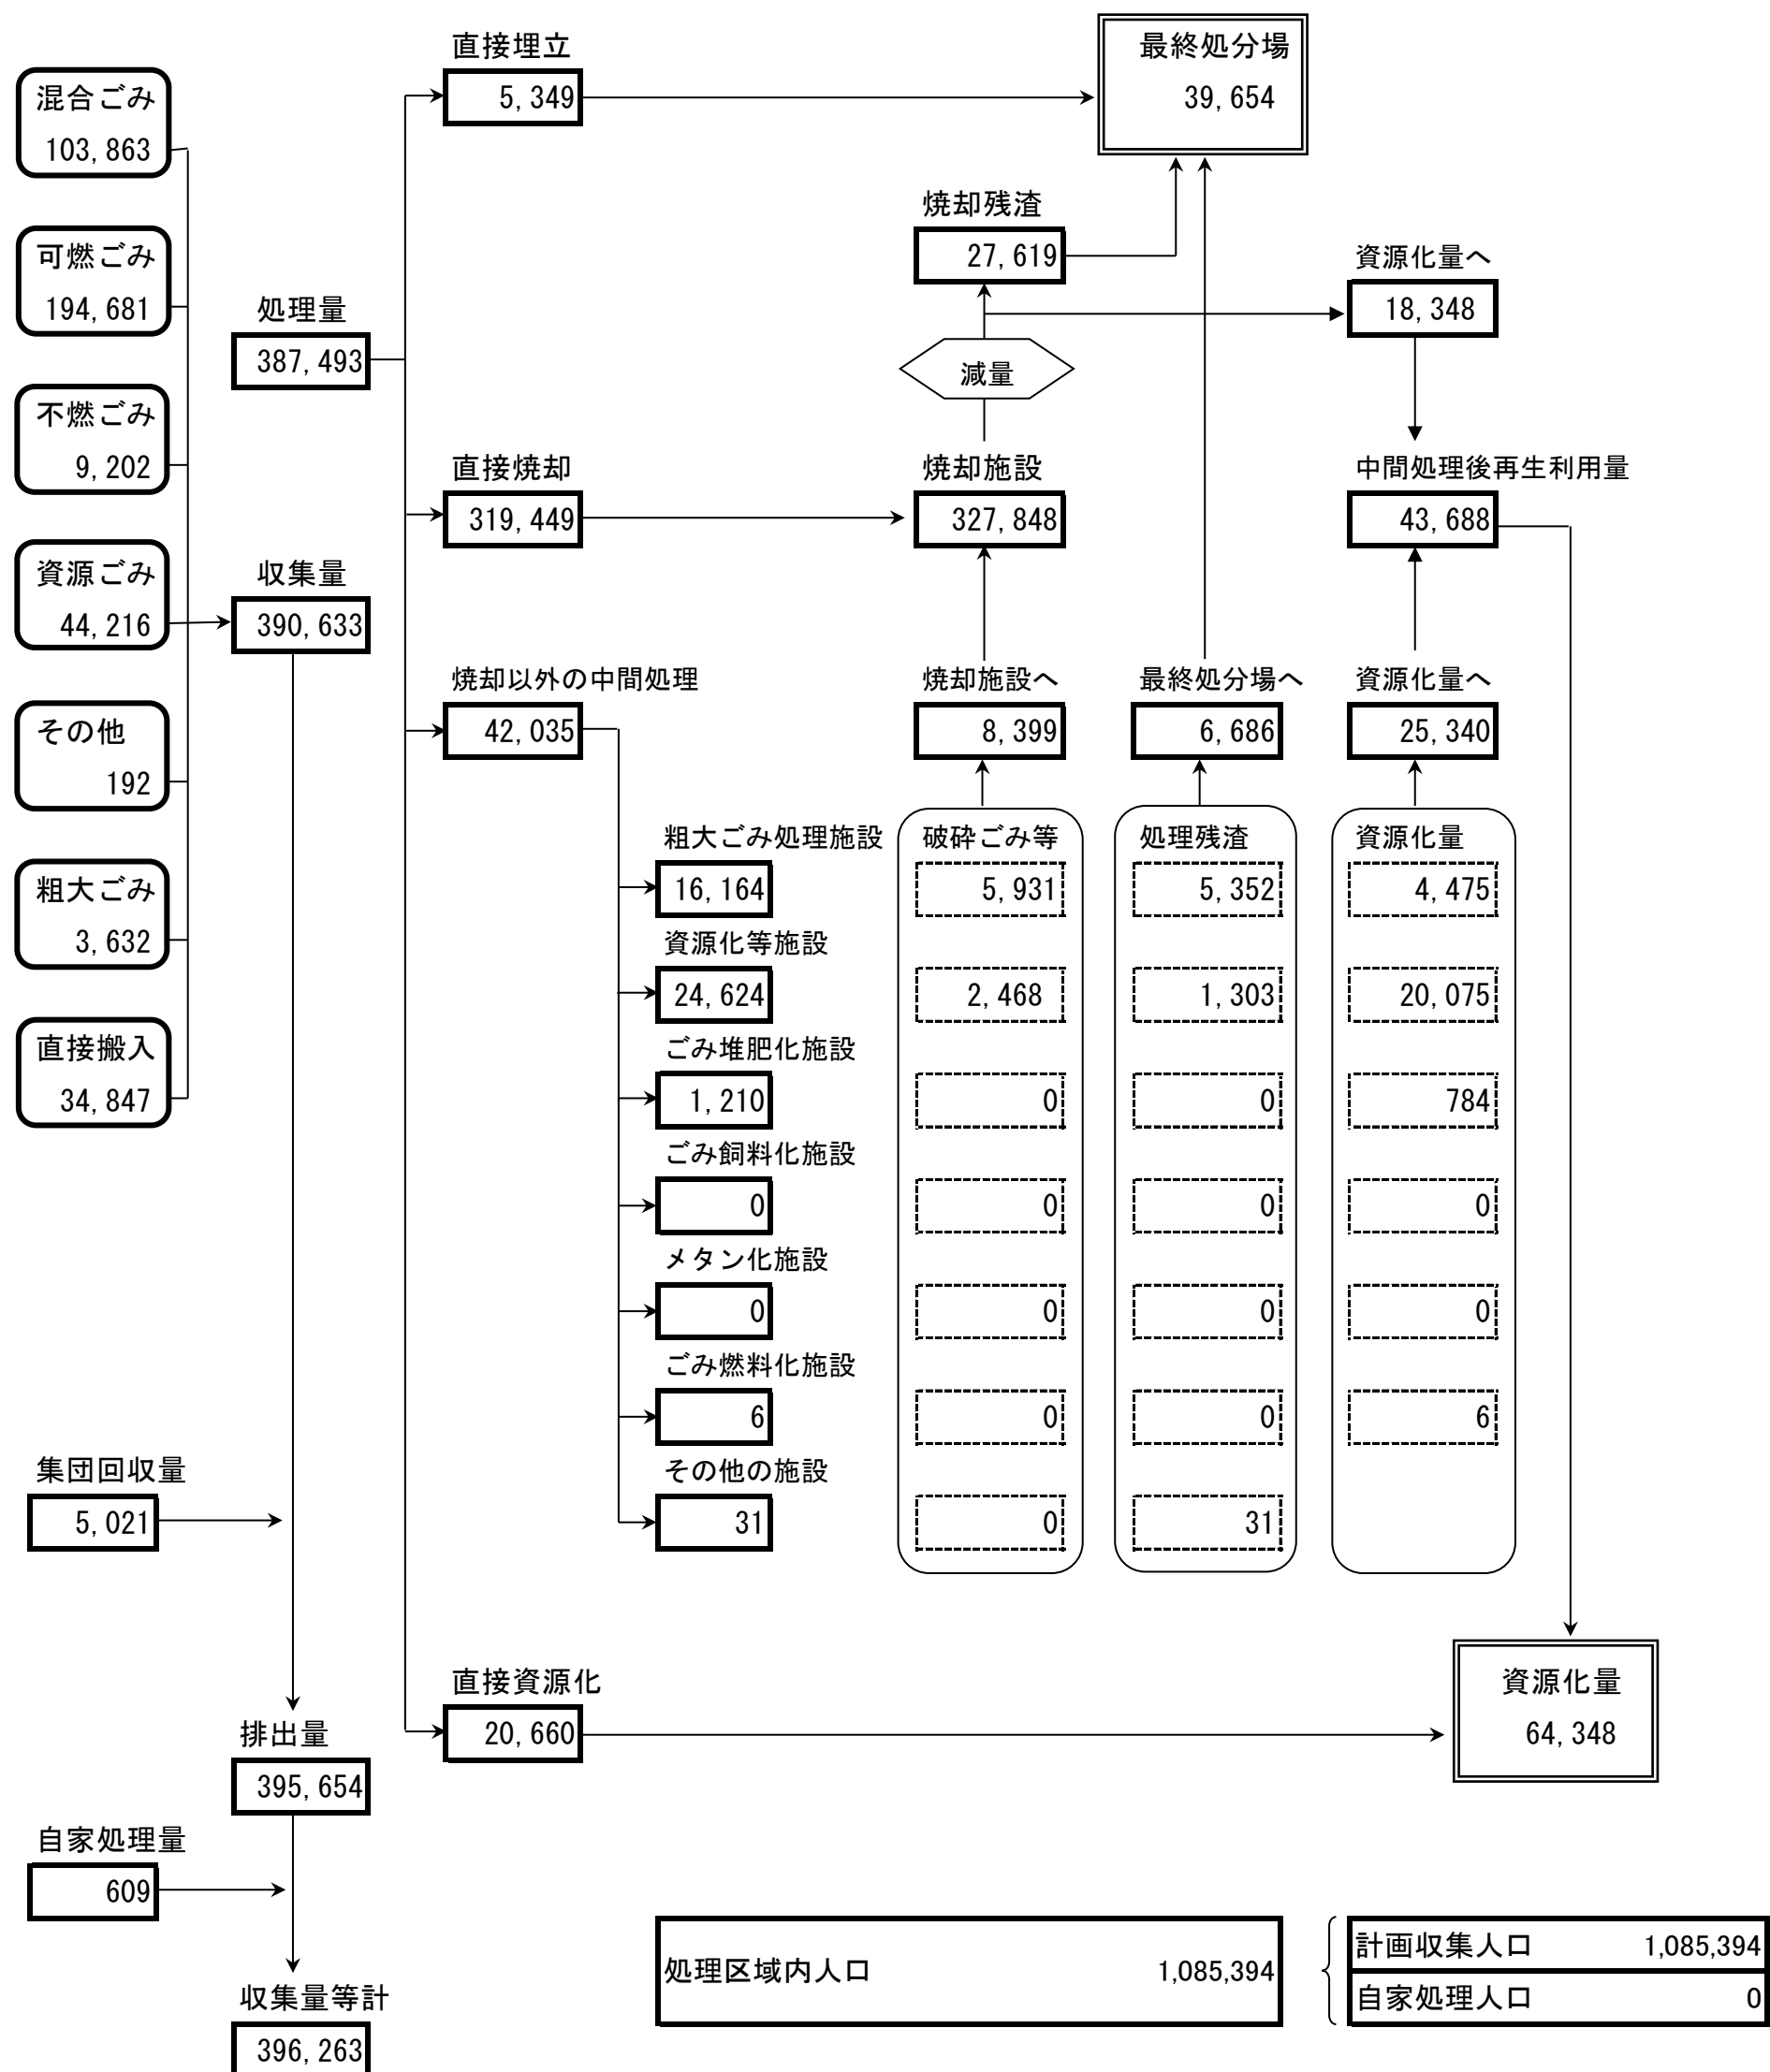 直接埋立
5,349
最終処分場
39,654
混合ごみ
103,863
可燃ごみ
194,681
不燃ごみ
9,202
資源ごみ
44,216
その他
192
粗大ごみ
3,632
直接搬入
34,847
処理量
387,493
収集量
390,633
焼却残渣
27,619
資源化量へ
18,348
減量
直接焼却
319,449
焼却施設
327,848
中間処理後再生利用量
43,688
焼却以外の中間処理
42,035
焼却施設へ
8,399
最終処分場へ
6,686
資源化量へ
25,340
粗大ごみ処理施設
16,164
資源化等施設
24,624
ごみ堆肥化施設
1,210
ごみ飼料化施設
0
メタン化施設
0
ごみ燃料化施設
6
その他の施設
31
破砕ごみ等
5,931
2,468
0
0
0
0
0
処理残渣
5,352
1,303
0
0
0
0
31
資源化量
4,475
20,075
784
0
0
6
集団回収量
5,021
直接資源化
20,660
資源化量
64,348
排出量
395,654
自家処理量
609
収集量等計
396,263
処理区域内人口 1,085,394
計画収集人口 1,085,394
自家処理人口 0